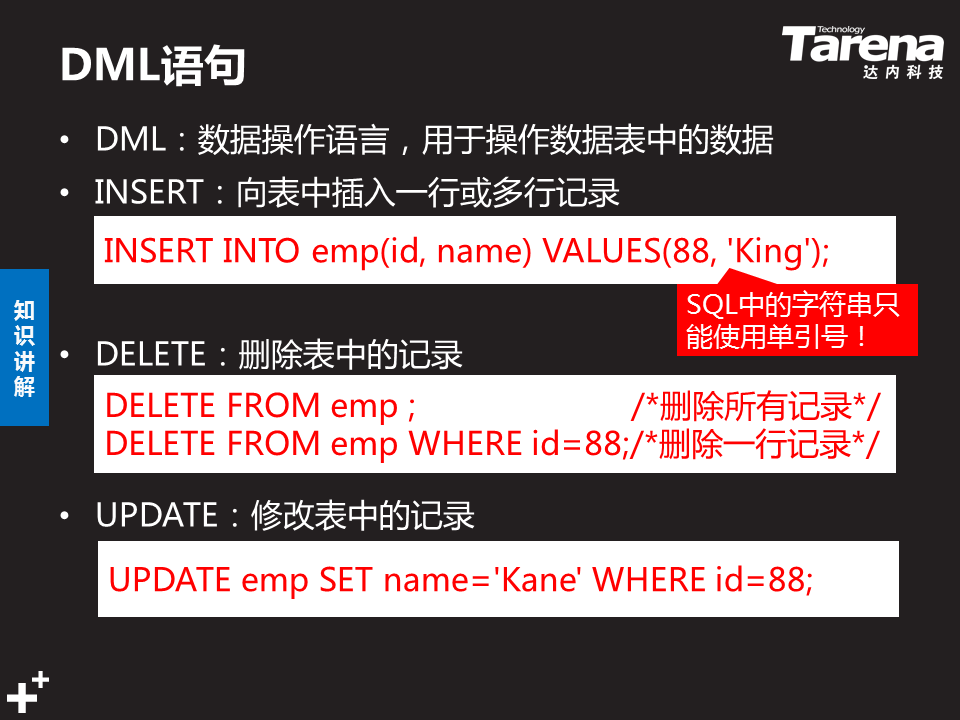 DML语句
Technology
Tarena
达内科技
• DML：数据操作语言，用于操作数据表中的数据
• INSERT：向表中插入一行或多行记录
INSERT INTO emp(id, name) VALUES(88, 'King');
SQL中的字符串只
能使用单引号！
知
识
讲
解
• DELETE：删除表中的记录
DELETE FROM emp ; /*删除所有记录*/
DELETE FROM emp WHERE id=88;/*删除一行记录*/
• UPDATE：修改表中的记录
UPDATE emp SET name='Kane' WHERE id=88;